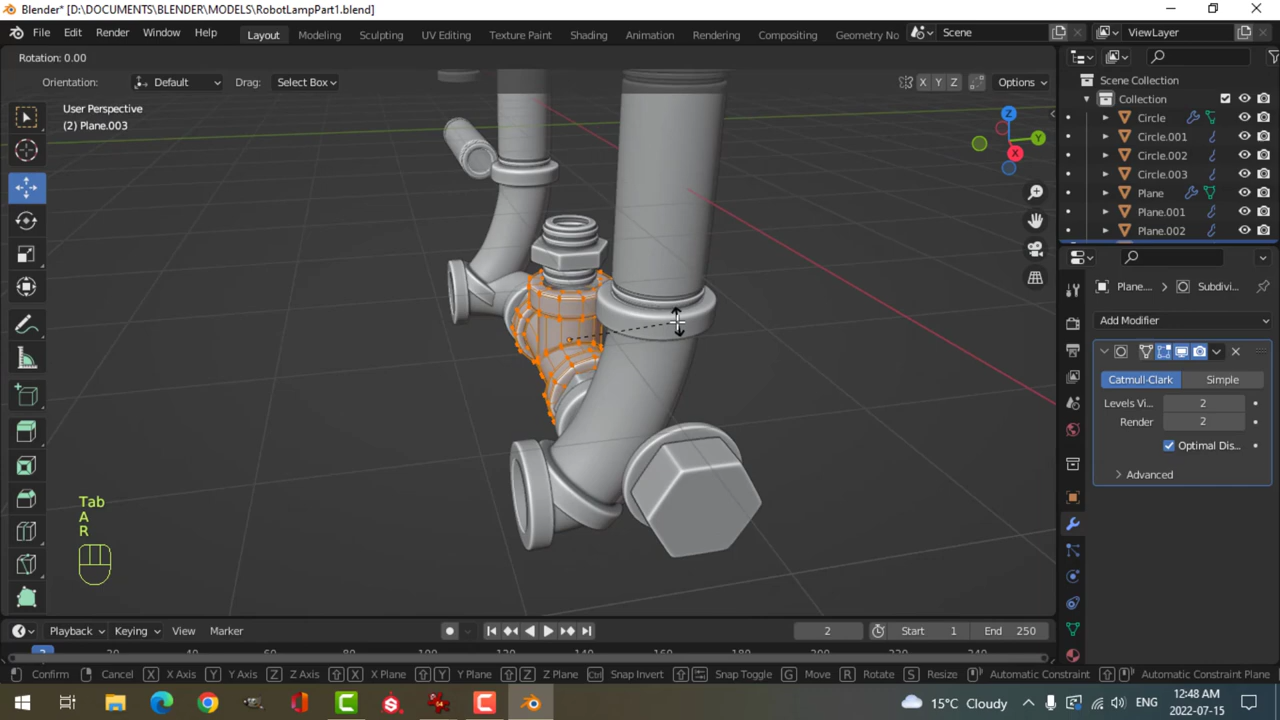 Blender* [D:\DOCUMENTS\BLENDER\MODELS\RobotLampPart1.blend]
File Edit Render Window Help Layout Modeling Sculpting UV Editing Texture Paint Shading Animation Rendering Compositing Geometry No Scene ViewLayer
Rotation: 0.00
Orientation: Default Drag: Select Box X Y Z Options
User Perspective
(2) Plane.003
Z
Y
X
Scene Collection
Collection
Circle
Circle.001
Circle.002
Circle.003
Plane
Plane.001
Plane.002
Plane... Subdivi...
Add Modifier
Catmull-Clark Simple
Levels Vi... 2
Render 2
Optimal Dis...
Advanced
Tab
A
R
Playback Keying View Marker 2 Start 1 End 250
2
Confirm Cancel X X Axis Y Y Axis Z Z Axis X X Plane Y Y Plane Z Z Plane Ctrl Snap Invert Snap Toggle G Move R Rotate S Resize Automatic Constraint Automatic Constraint Plane
15°C Cloudy ENG 12:48 AM
2022-07-15